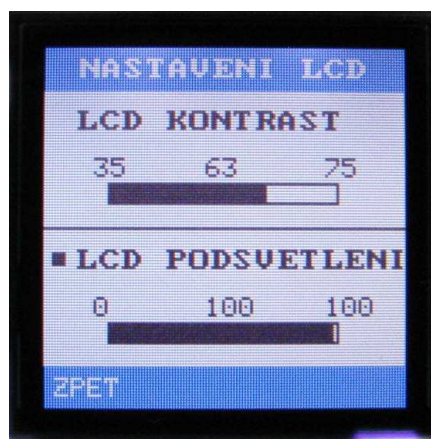 NASTAVENI LCD
LCD KONTRAST
35 63 75
LCD PODSVETLENI
0 100 100
ZPET